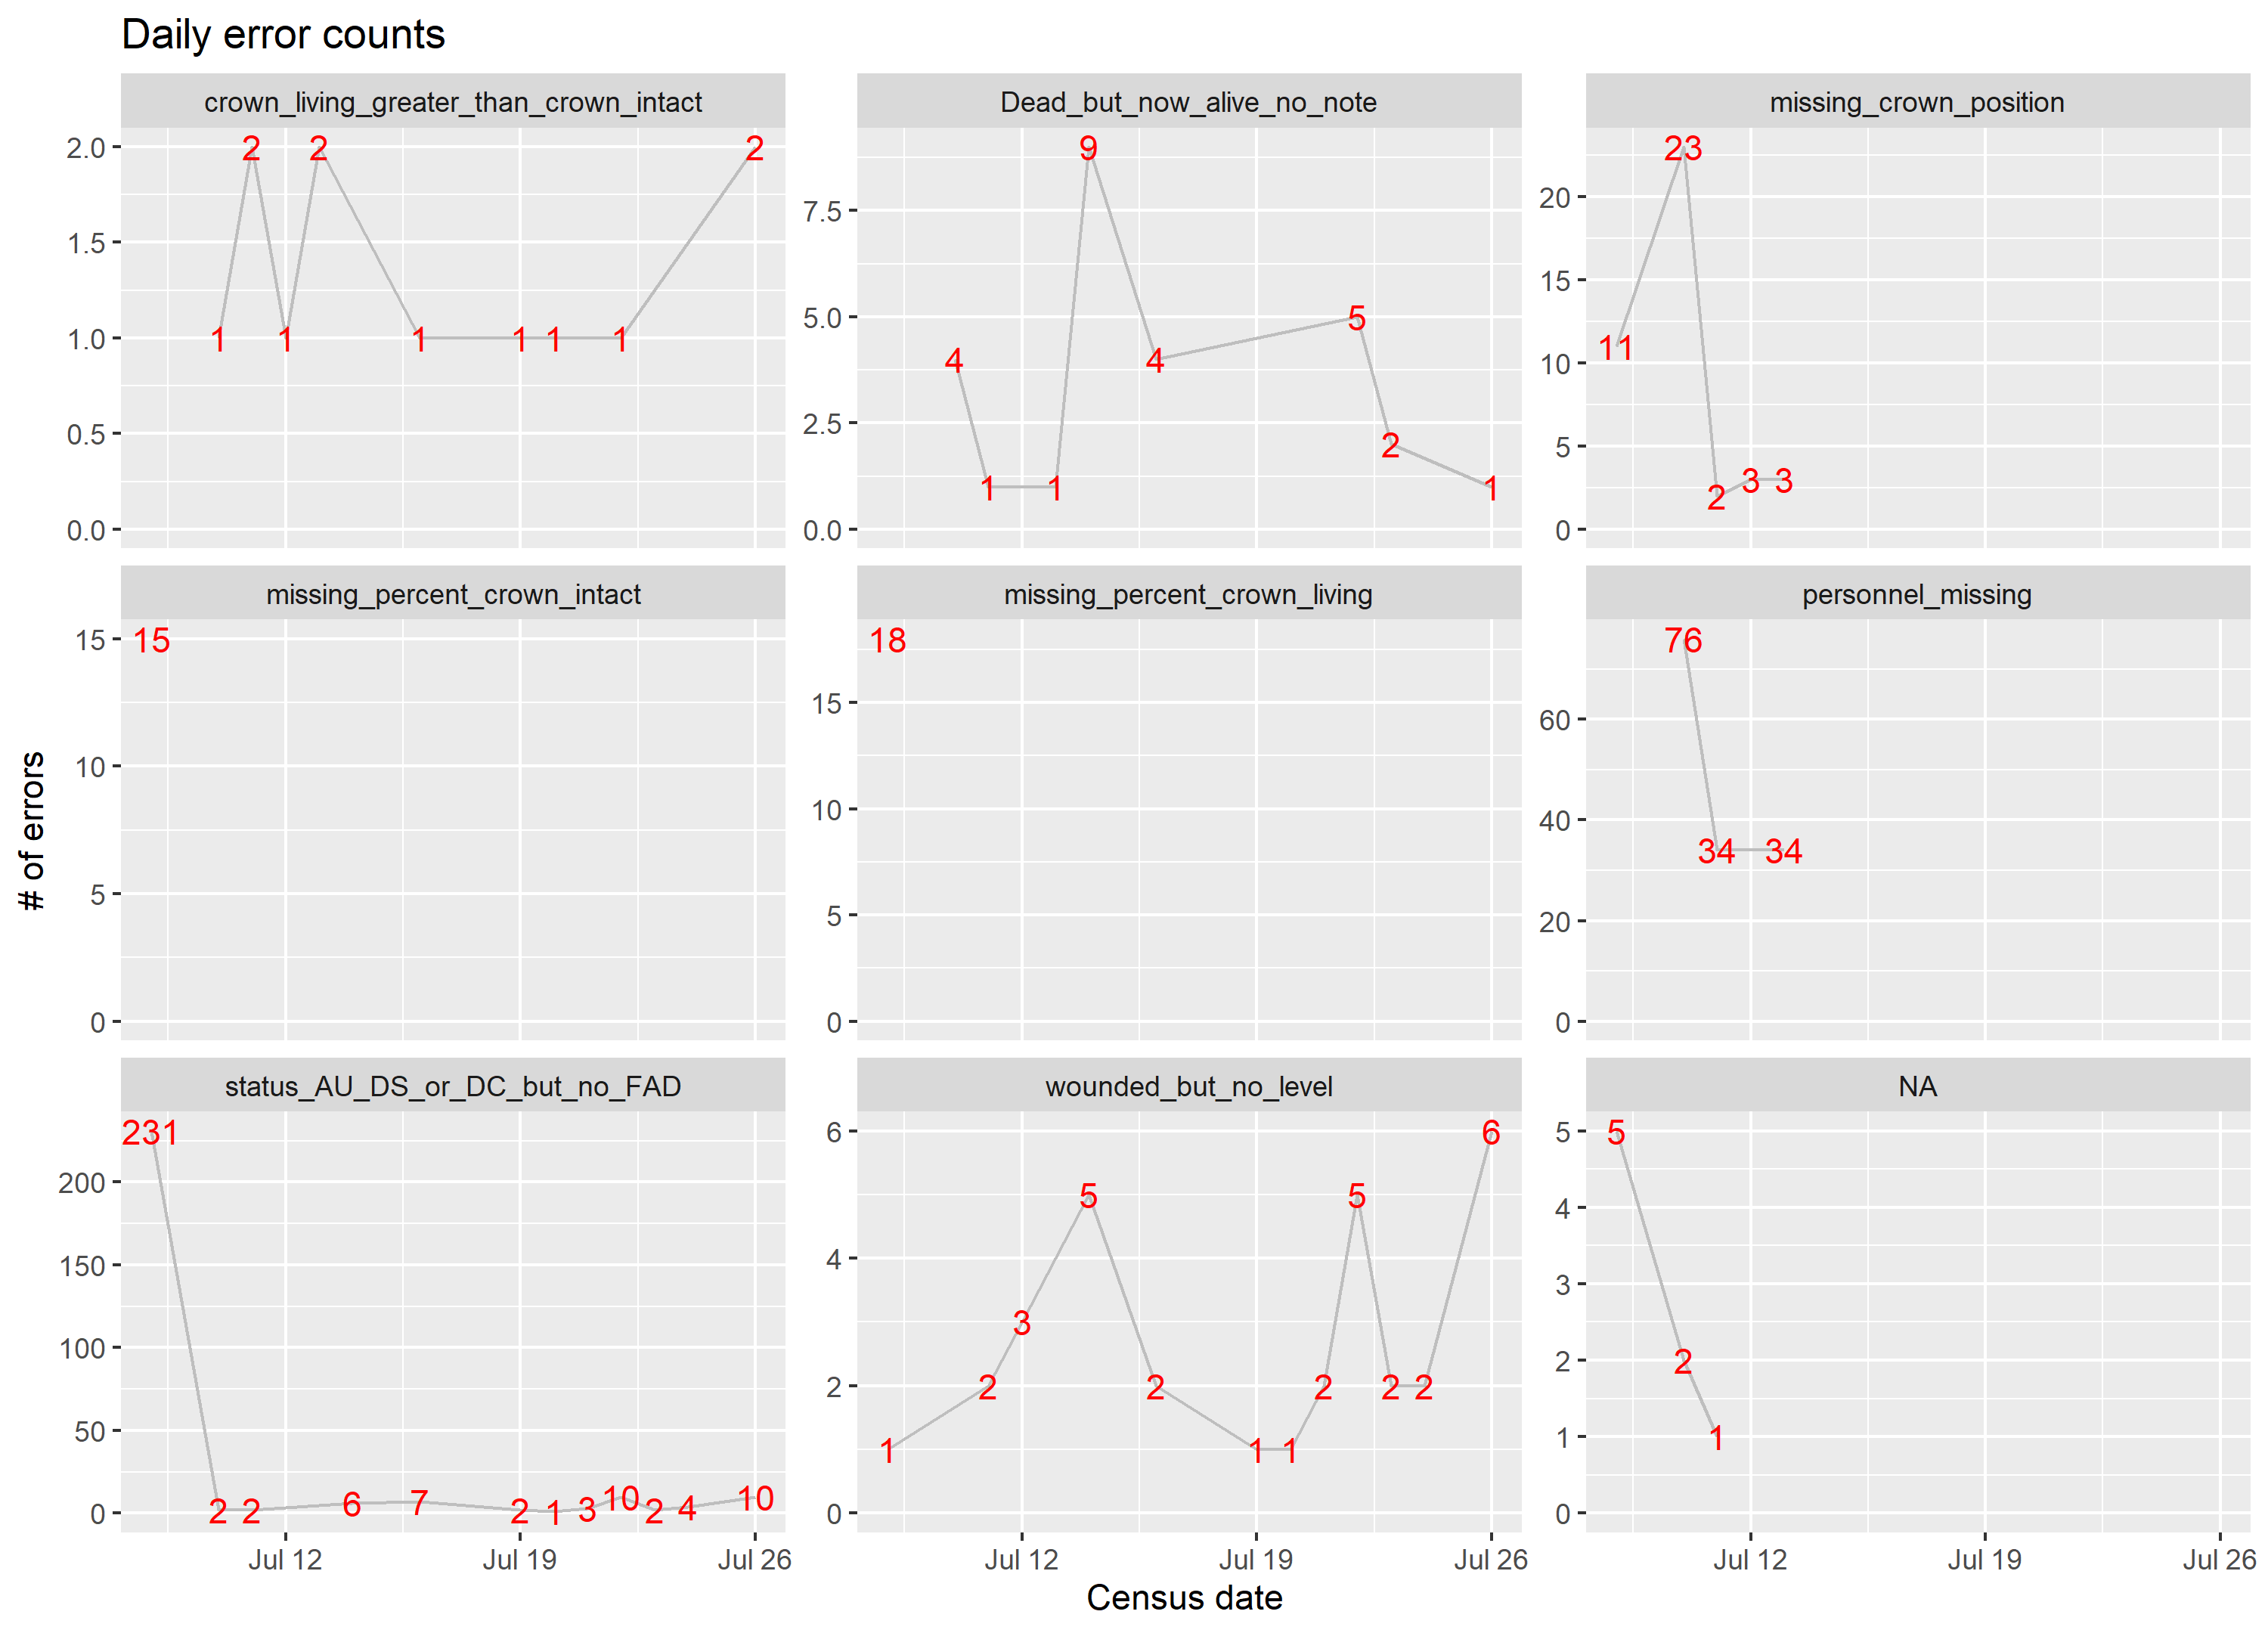 Daily error counts
crown_living_greater_than_crown_intact
2.0
1.5
1.0
0.5
0.0
1 2 1 2 1 1 1 1 2
Dead_but_now_alive_no_note
7.5
5.0
2.5
0.0
4 1 1 9 4 5 2 1
missing_crown_position
20
15
10
5
0
11 23 2 3 3
missing_percent_crown_intact
15
10
5
0
15
missing_percent_crown_living
15
10
5
0
18
personnel_missing
60
40
20
0
76 34 34
# of errors
status_AU_DS_or_DC_but_no_FAD
200
150
100
50
0
231 2 2 6 7 2 1 3 10 2 4 10
Jul 12 Jul 19 Jul 26
wounded_but_no_level
6
4
2
0
1 2 3 5 2 1 1 2 5 2 2 6
Jul 12 Jul 19 Jul 26
NA
5
4
3
2
1
0
5 2 1
Jul 12 Jul 19 Jul 26
Census date